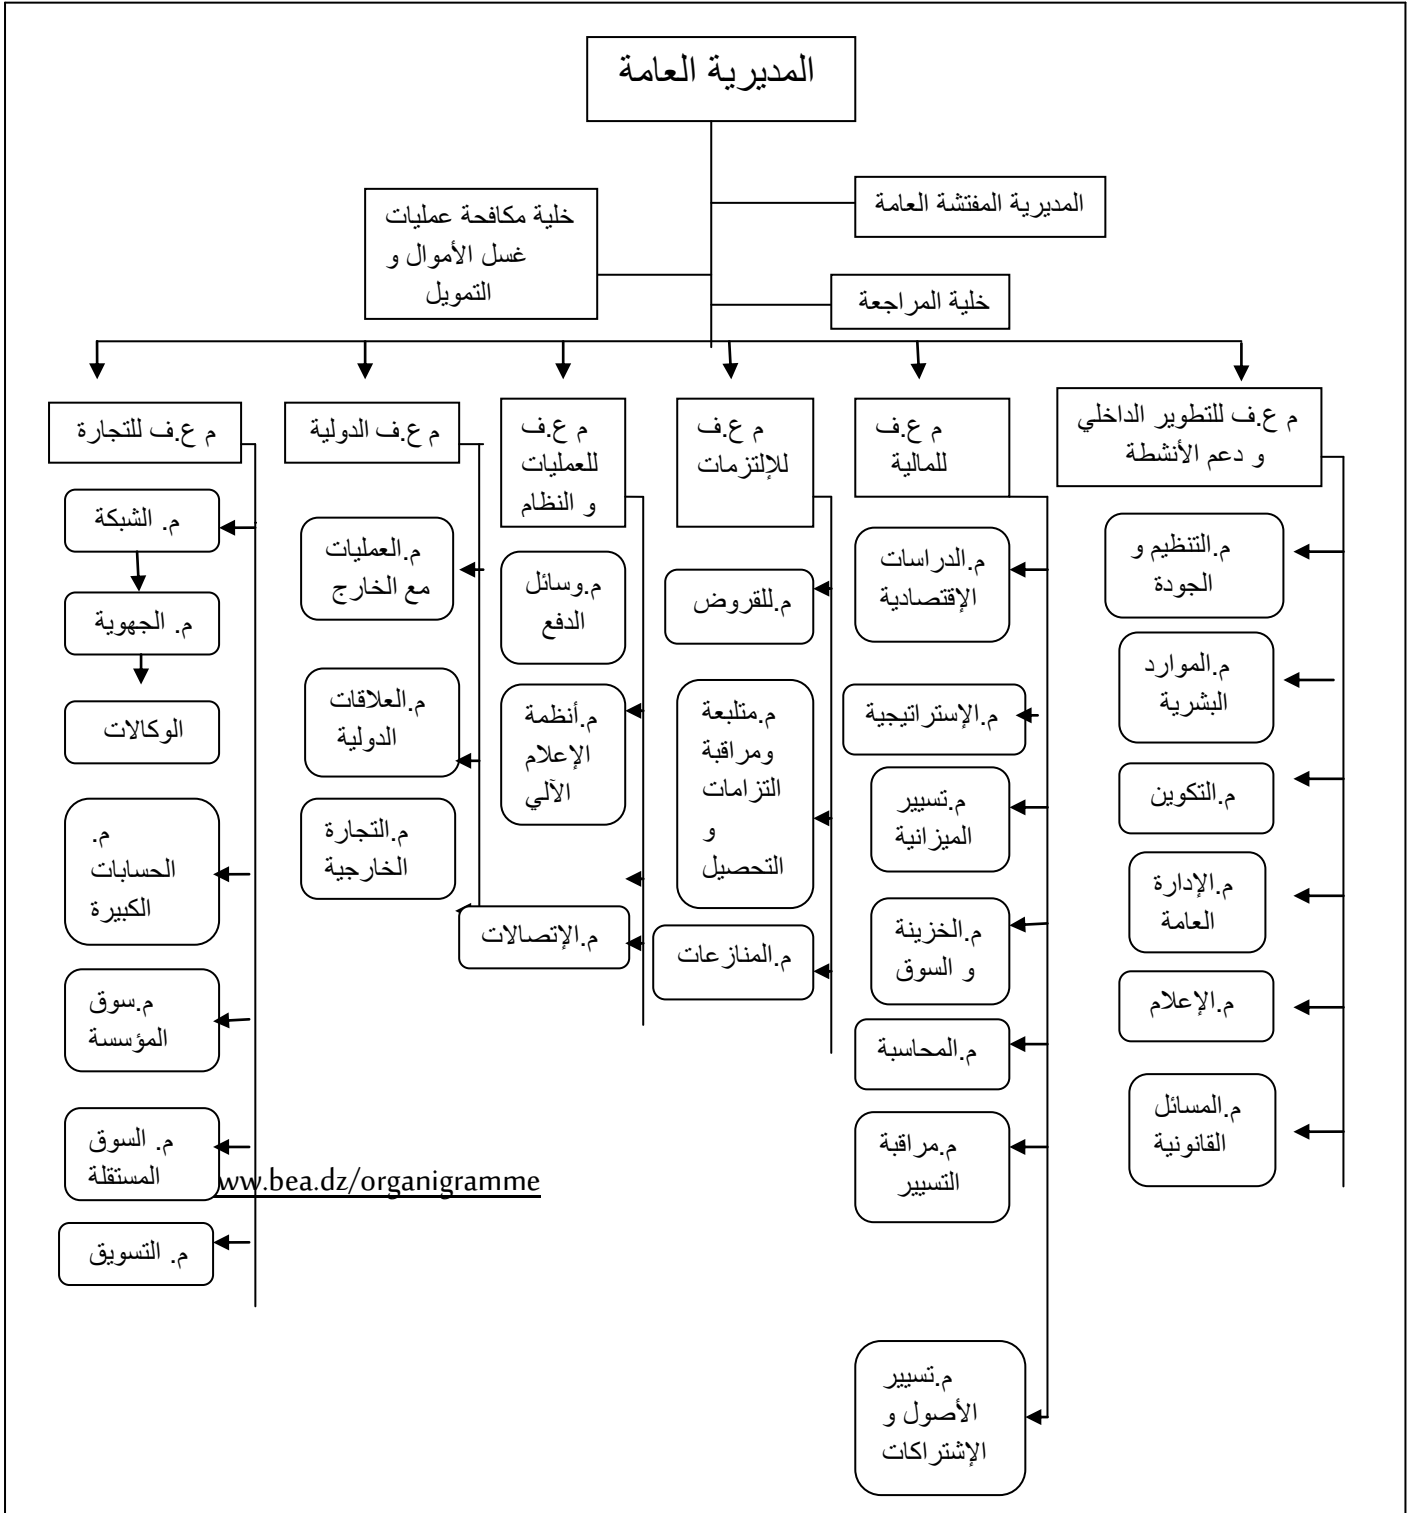 المديرية العامة
المديرية المفتشة العامة
خلية مكافحة عمليات
غسل الأموال و
التمويل
خلية المراجعة
م ع.ف للتطوير الداخلي
و دعم الأنشطة
م.التنظيم و
الجودة
م.الموارد
البشرية
م.التكوين
م.الإدارة
العامة
م.الإعلام
م.المسائل
القانونية
م ع.ف
للمالية
م.الدراسات
الإقتصادية
م.الإستراتيجية
م.تسيير
الميزانية
م.الخزينة
و السوق
م.المحاسبة
م.مراقبة
التسيير
م.تسيير
الأصول و
الإشتراكات
م ع.ف
للإلتزمات
م.للقروض
م.متلبعة
ومراقبة
التزامات
و
التحصيل
م.المنازعات
م ع.ف
للعمليات
و النظام
م.وسائل
الدفع
م.أنظمة
الإعلام
الآلي
م.الإتصالات
م ع.ف الدولية
م.العمليات
مع الخارج
م.العلاقات
الدولية
م.التجارة
الخارجية
م ع.ف للتجارة
م. الشبكة
م. الجهوية
الوكالات
م.
الحسابات
الكبيرة
م.سوق
المؤسسة
م. السوق
المستقلة
م. التسويق
ww.bea.dz/organigramme